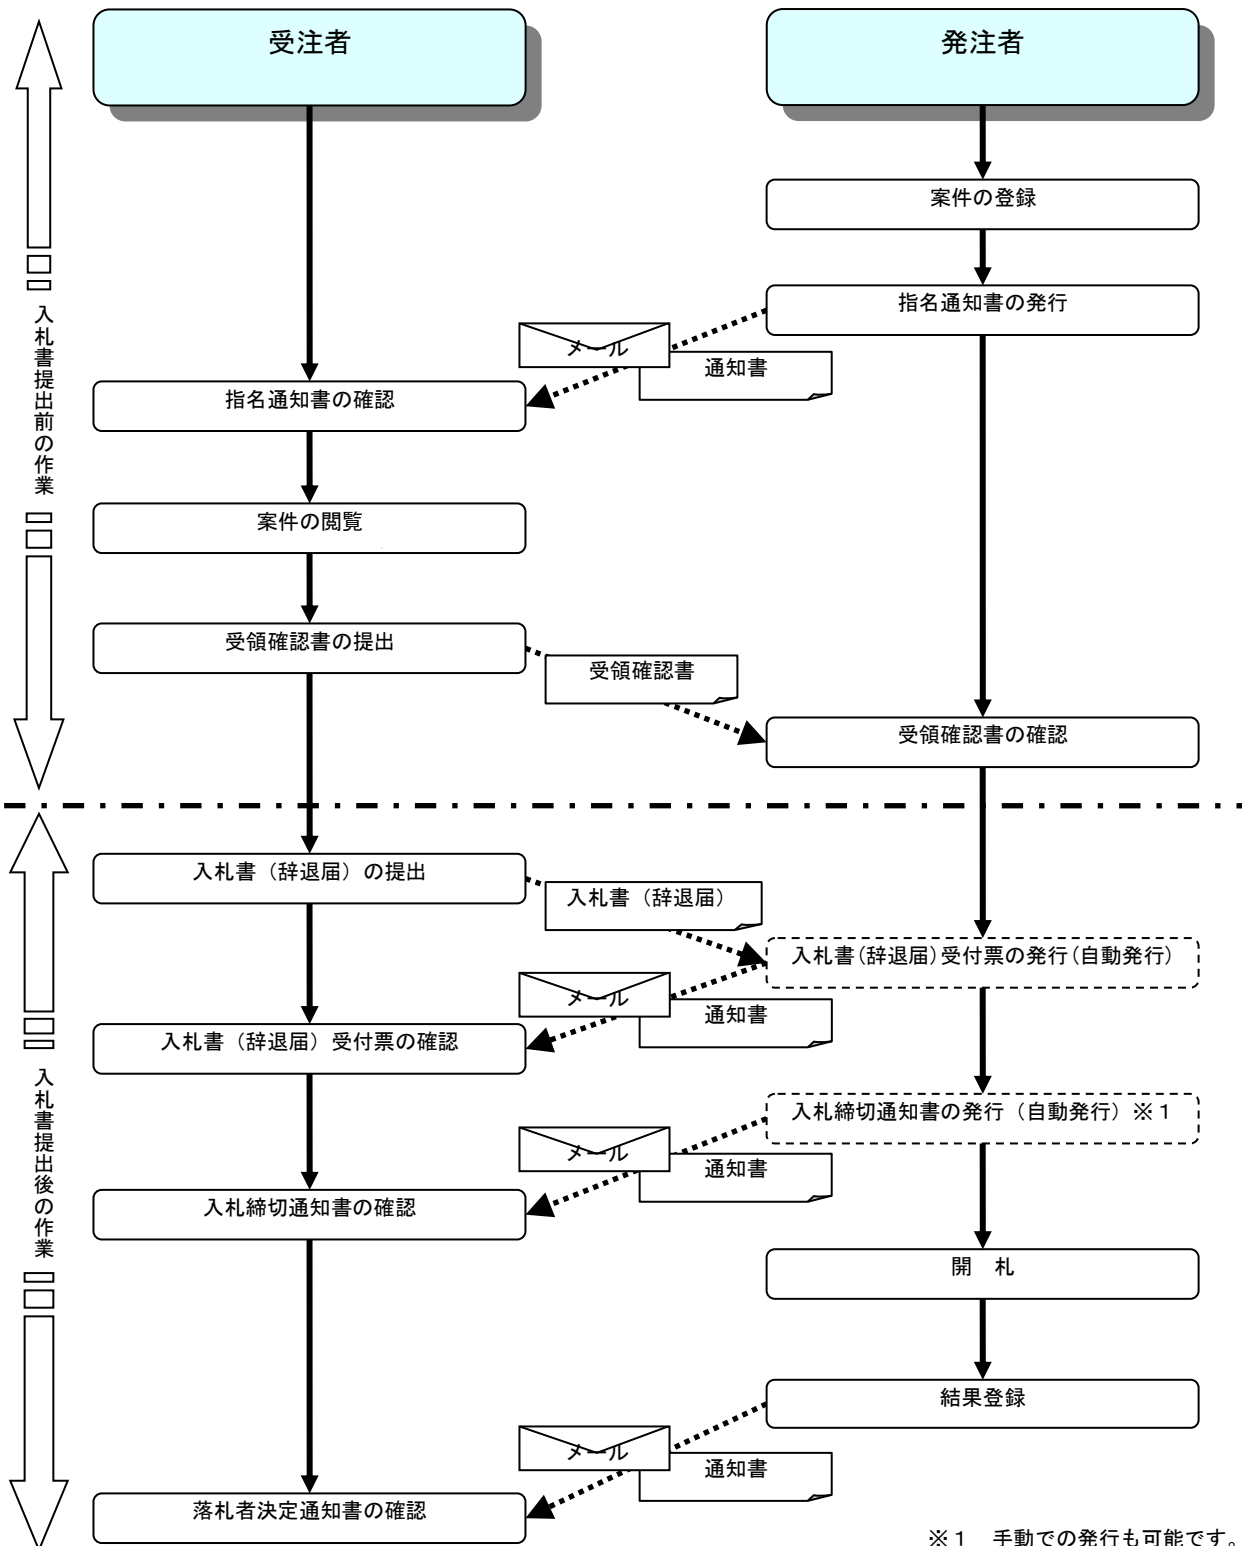 受注者
発注者
案件の登録
指名通知書の発行
メール
通知書
指名通知書の確認
入札書提出前の作業
案件の閲覧
受領確認書の提出
受領確認書
受領確認書の確認
入札書（辞退届）の提出
入札書（辞退届）
入札書(辞退届)受付票の発行(自動発行)
メール
通知書
入札書（辞退届）受付票の確認
入札書提出後の作業
入札締切通知書の発行（自動発行）※１
メール
通知書
入札締切通知書の確認
開　札
結果登録
メール
通知書
落札者決定通知書の確認
※１　手動での発行も可能です。